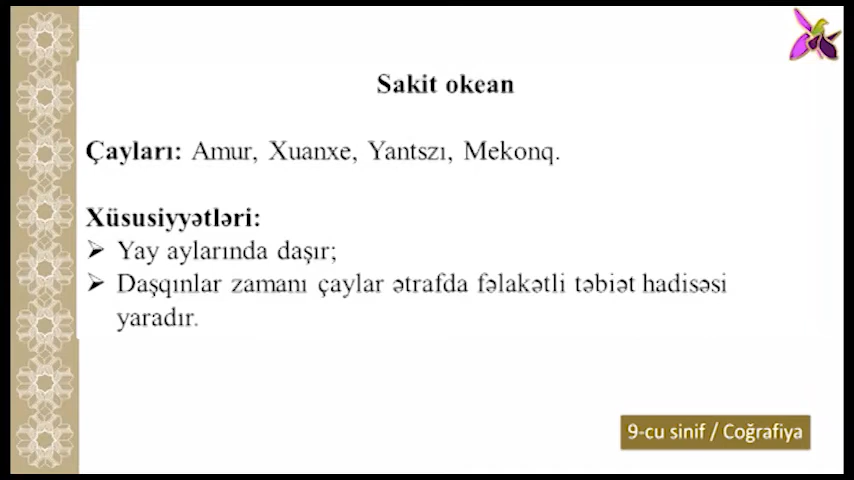 Sakit okean
Çayları: Amur, Xuanxe, Yantszı, Mekonq.
Xüsusiyyətləri:
➢ Yay aylarında daşır;
➢ Daşqınlar zamanı çaylar ətrafda fəlakətli təbiət hadisəsi
yaradır.
9-cu sinif / Coğrafiya